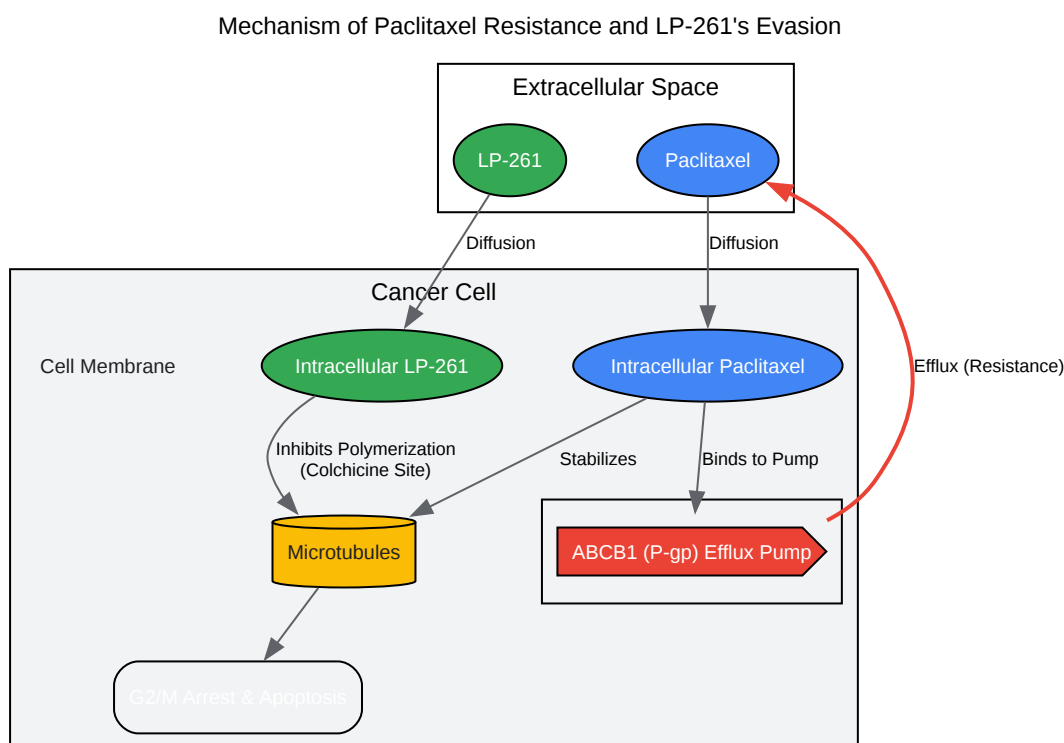 Mechanism of Paclitaxel Resistance and LP-261's Evasion
Extracellular Space
LP-261
Paclitaxel
Diffusion
Diffusion
Cancer Cell
Cell Membrane
Intracellular LP-261
Intracellular Paclitaxel
Efflux (Resistance)
Inhibits Polymerization
(Colchicine Site)
Stabilizes
Binds to Pump
Microtubules
ABCB1 (P-gp) Efflux Pump
G2/M Arrest & Apoptosis